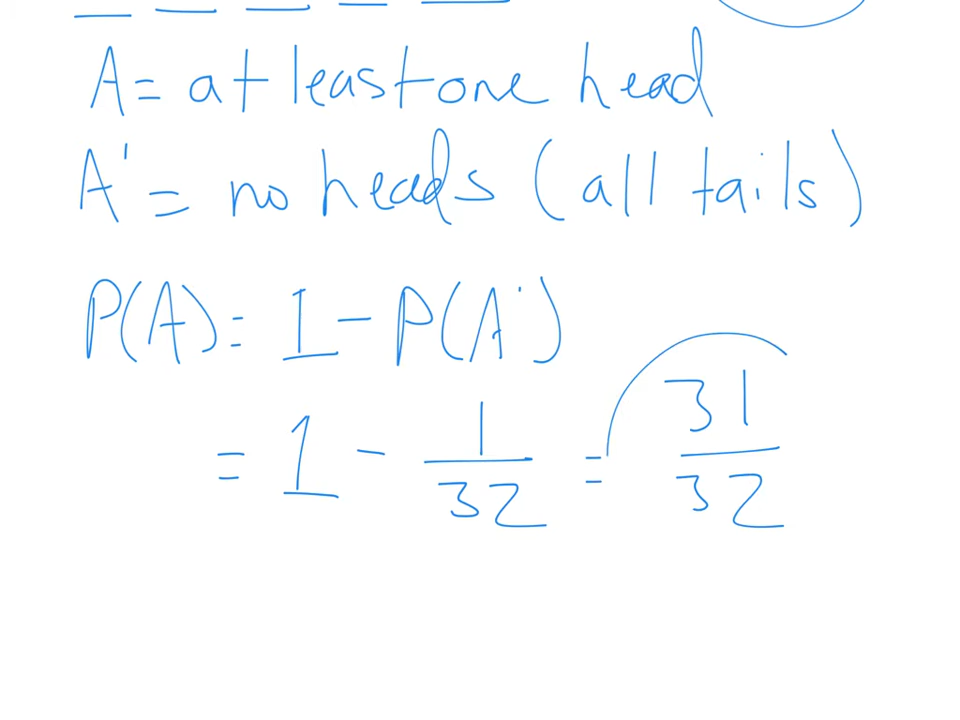 A = at least one head
A' = no heads (all tails)
P(A) = 1 - P(A')
= 1 - 1/32 = 31/32